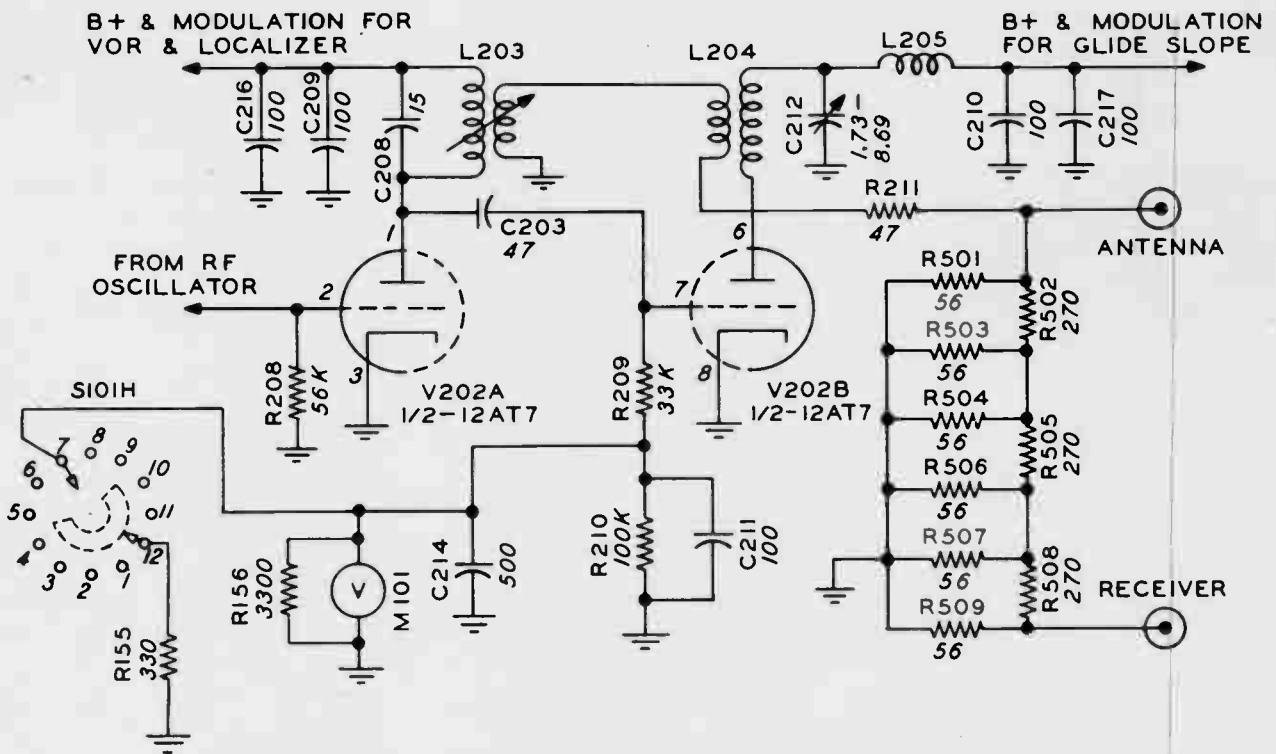 B+ & MODULATION FOR
VOR & LOCALIZER
B+ & MODULATION
FOR GLIDE SLOPE
L203
L204
L205
C216
100
C209
100
15
C208
C212
1.73-
8.69
C210
100
C217
100
R211
47
ANTENNA
1
C203
47
6
FROM RF
OSCILLATOR
2
3
R208
56K
V202A
1/2-12AT7
7
8
R209
33K
V202B
1/2-12AT7
R501
56
R502
270
R503
56
R504
56
R505
270
R506
56
R507
56
R508
270
R509
56
RECEIVER
S101H
7
8
9
10
11
12
1
2
3
4
5
6
R155
330
R156
3300
V
M101
C214
500
R210
100K
C211
100